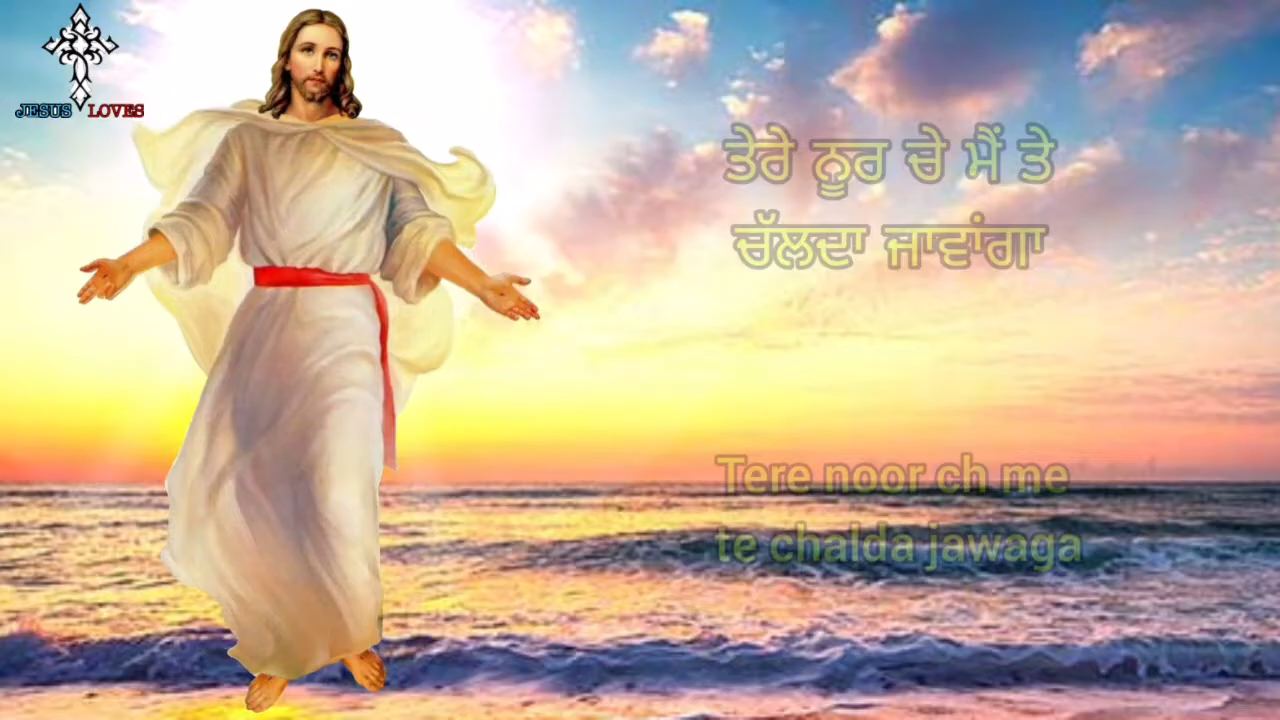 JESUS LOVES
ਤੇਰੇ ਨੂਰ ਚੇ ਮੈਂ ਤੇ
ਚੱਲਦਾ ਜਾਵਾਂਗਾ
Tere noor ch me
te chalda jawaga